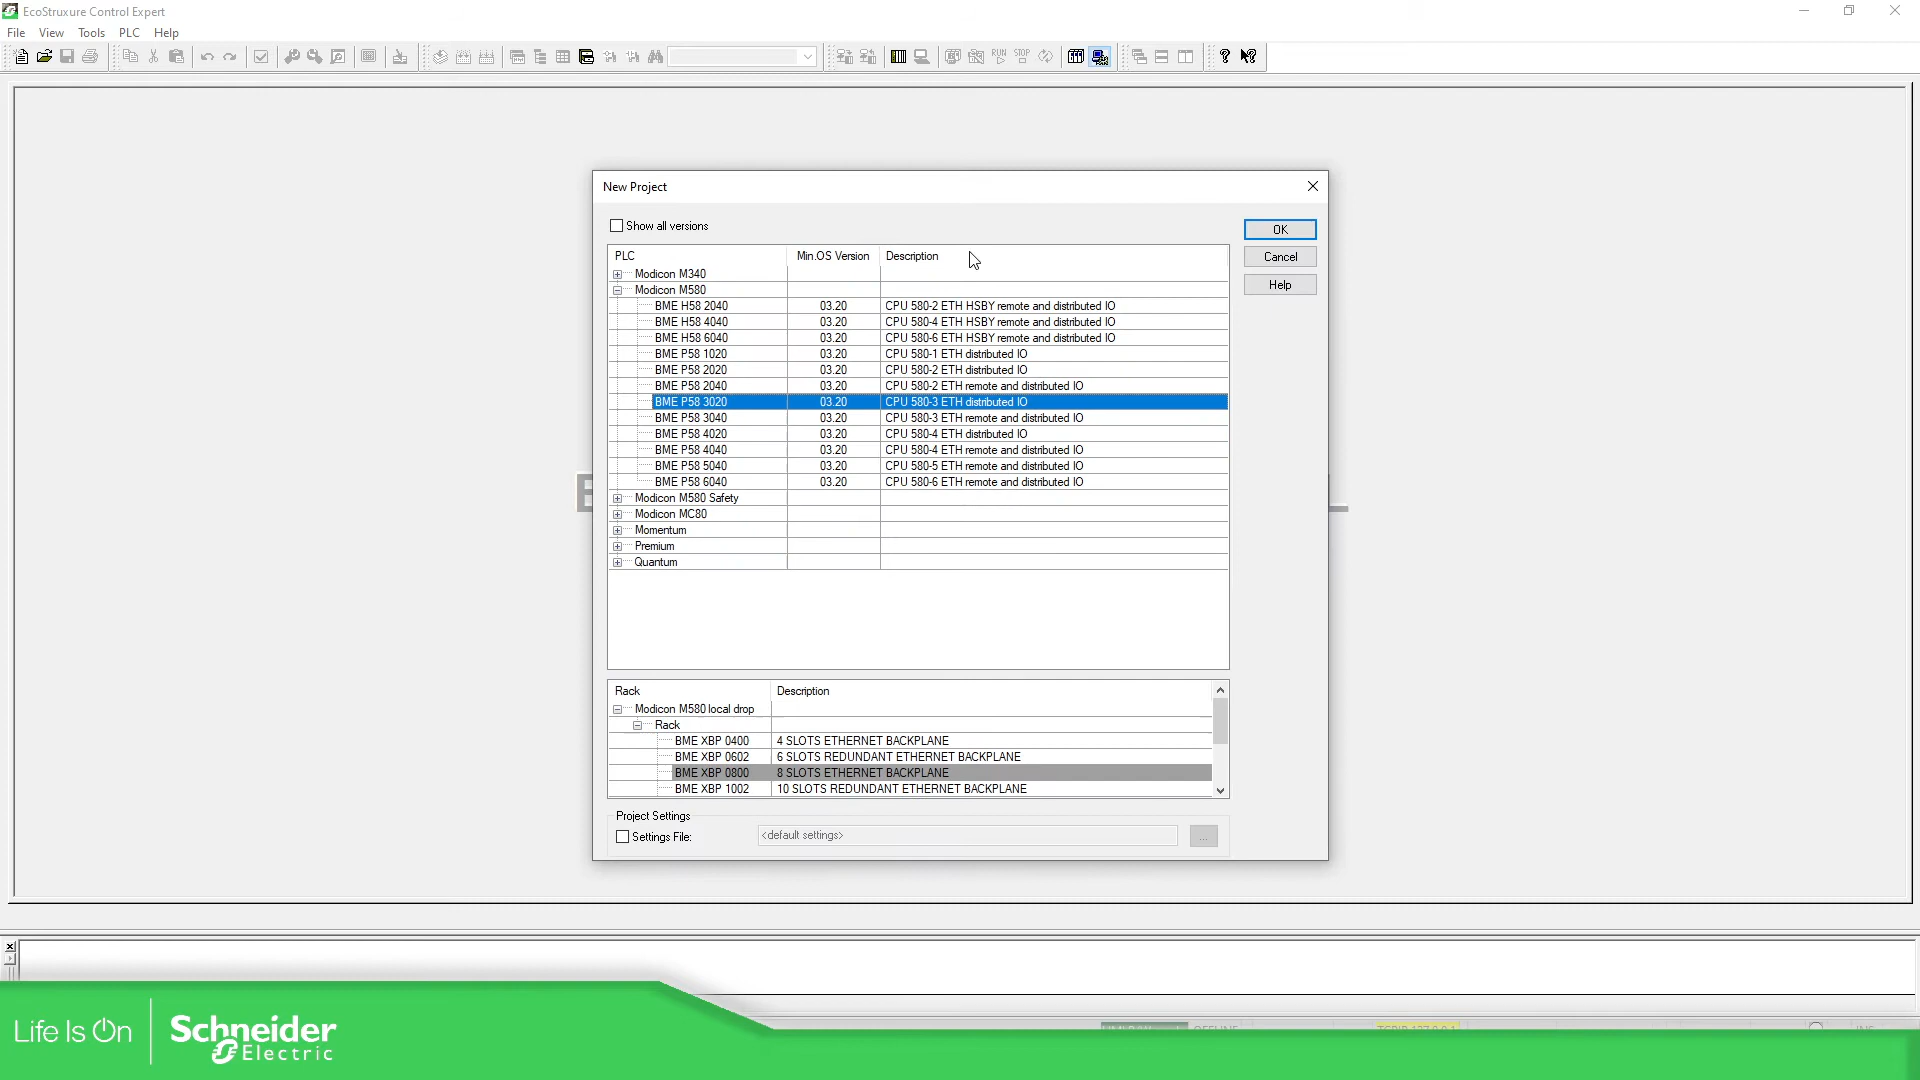 EcoStruxure Control Expert
File View Tools PLC Help
RUN STOP
New Project
Show all versions
OK
Cancel
Help
PLC Min.OS Version Description
Modicon M340
Modicon M580
BME H58 2040 03.20 CPU 580-2 ETH HSBY remote and distributed IO
BME H58 4040 03.20 CPU 580-4 ETH HSBY remote and distributed IO
BME H58 6040 03.20 CPU 580-6 ETH HSBY remote and distributed IO
BME P58 1020 03.20 CPU 580-1 ETH distributed IO
BME P58 2020 03.20 CPU 580-2 ETH distributed IO
BME P58 2040 03.20 CPU 580-2 ETH remote and distributed IO
BME P58 3020 03.20 CPU 580-3 ETH distributed IO
BME P58 3040 03.20 CPU 580-3 ETH remote and distributed IO
BME P58 4020 03.20 CPU 580-4 ETH distributed IO
BME P58 4040 03.20 CPU 580-4 ETH remote and distributed IO
BME P58 5040 03.20 CPU 580-5 ETH remote and distributed IO
BME P58 6040 03.20 CPU 580-6 ETH remote and distributed IO
Modicon M580 Safety
Modicon MC80
Momentum
Premium
Quantum
Rack Description
Modicon M580 local drop
Rack
BME XBP 0400 4 SLOTS ETHERNET BACKPLANE
BME XBP 0602 6 SLOTS REDUNDANT ETHERNET BACKPLANE
BME XBP 0800 8 SLOTS ETHERNET BACKPLANE
BME XBP 1002 10 SLOTS REDUNDANT ETHERNET BACKPLANE
Project Settings
Settings File: <default settings> ...
Life Is On
Schneider
Electric